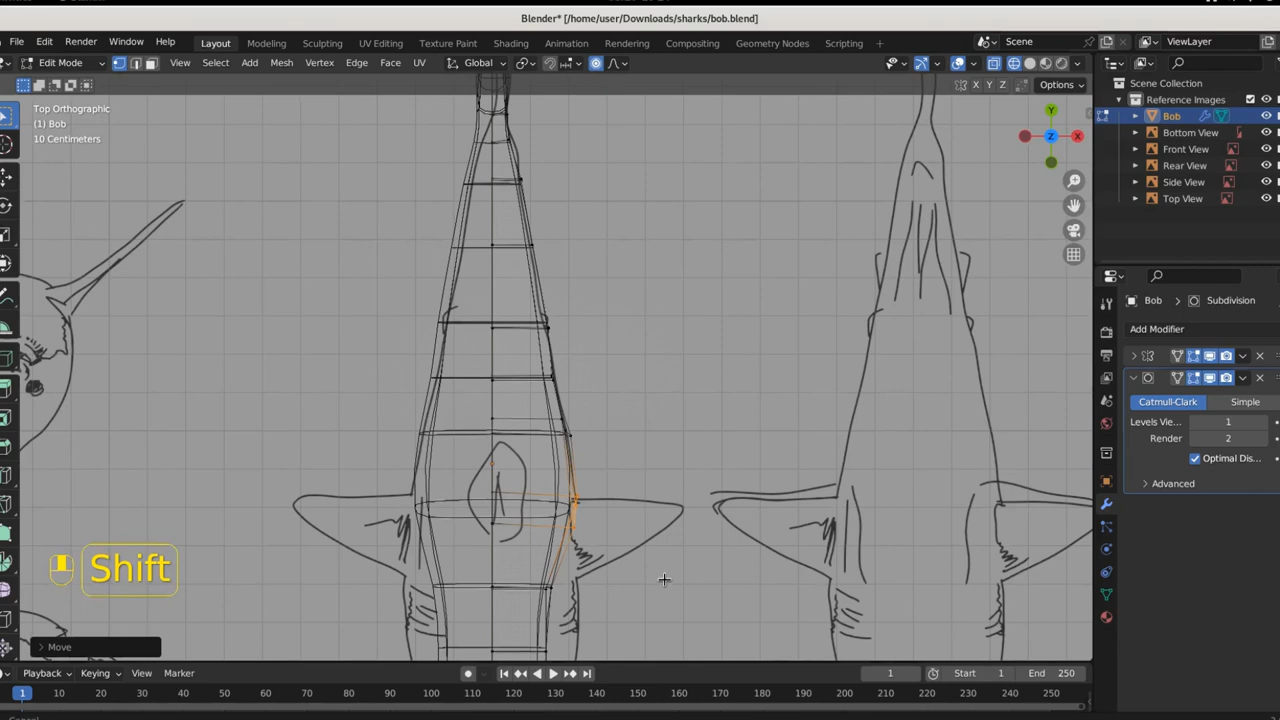 Blender* [/home/user/Downloads/sharks/bob.blend]
File Edit Render Window Help Layout Modeling Sculpting UV Editing Texture Paint Shading Animation Rendering Compositing Geometry Nodes Scripting + Scene ViewLayer
Edit Mode View Select Add Mesh Vertex Edge Face UV Global
X Y Z Options
Top Orthographic
(1) Bob
10 Centimeters
Y
Z
X
Scene Collection
Reference Images
Bob
Bottom View
Front View
Rear View
Side View
Top View
Bob > Subdivision
Add Modifier
Catmull-Clark Simple
Levels Vie... 1
Render 2
Optimal Dis...
Advanced
Shift
Move
Playback Keying View Marker 1 Start 1 End 250
1 10 20 30 40 50 60 70 80 90 100 110 120 130 140 150 160 170 180 190 200 210 220 230 240 250